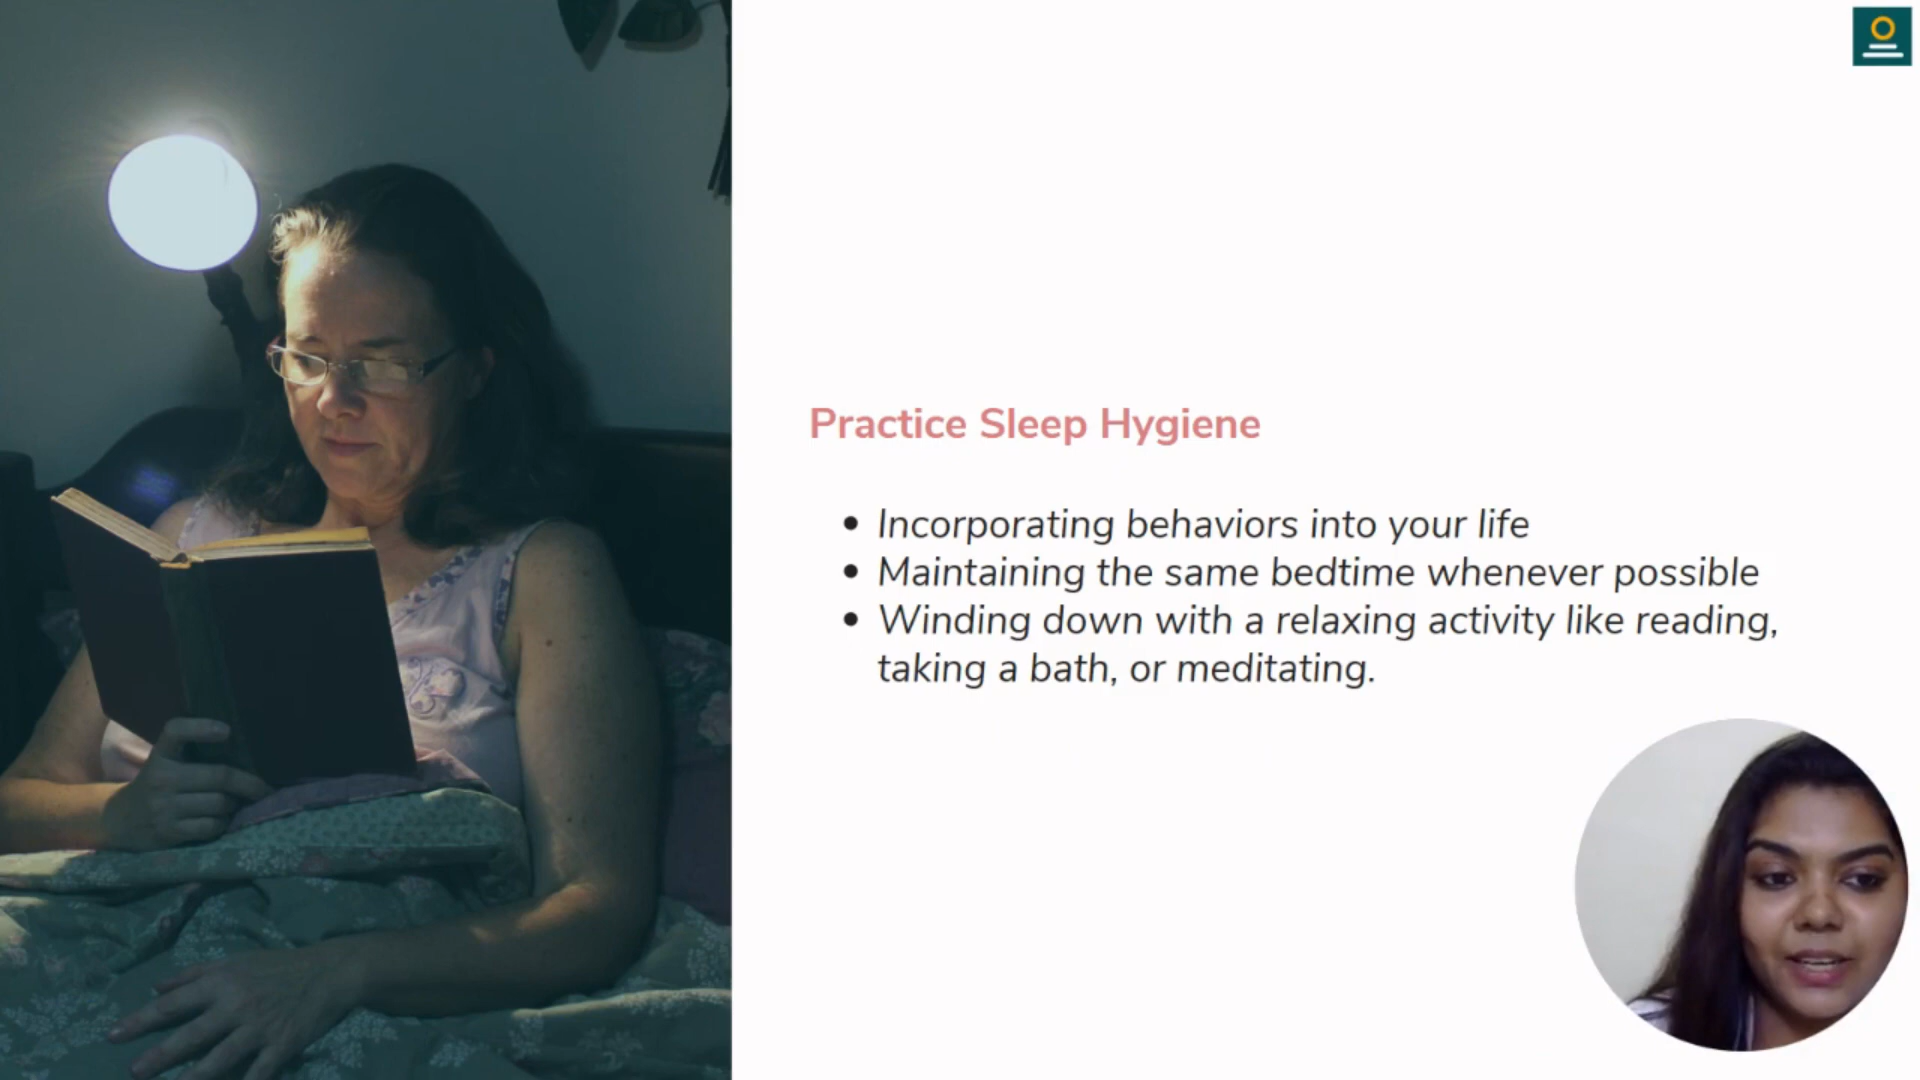 Practice Sleep Hygiene
• Incorporating behaviors into your life
• Maintaining the same bedtime whenever possible
• Winding down with a relaxing activity like reading,
taking a bath, or meditating.